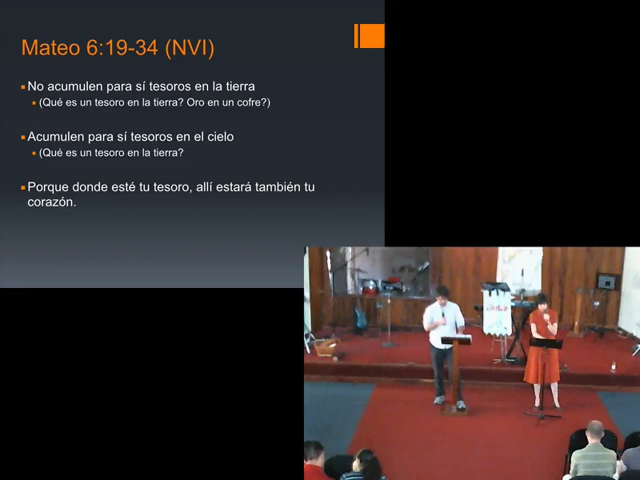 Mateo 6:19-34 (NVI)
No acumulen para sí tesoros en la tierra
(Qué es un tesoro en la tierra? Oro en un cofre?)
Acumulen para sí tesoros en el cielo
(Qué es un tesoro en la tierra?
Porque donde esté tu tesoro, allí estará también tu
corazón.